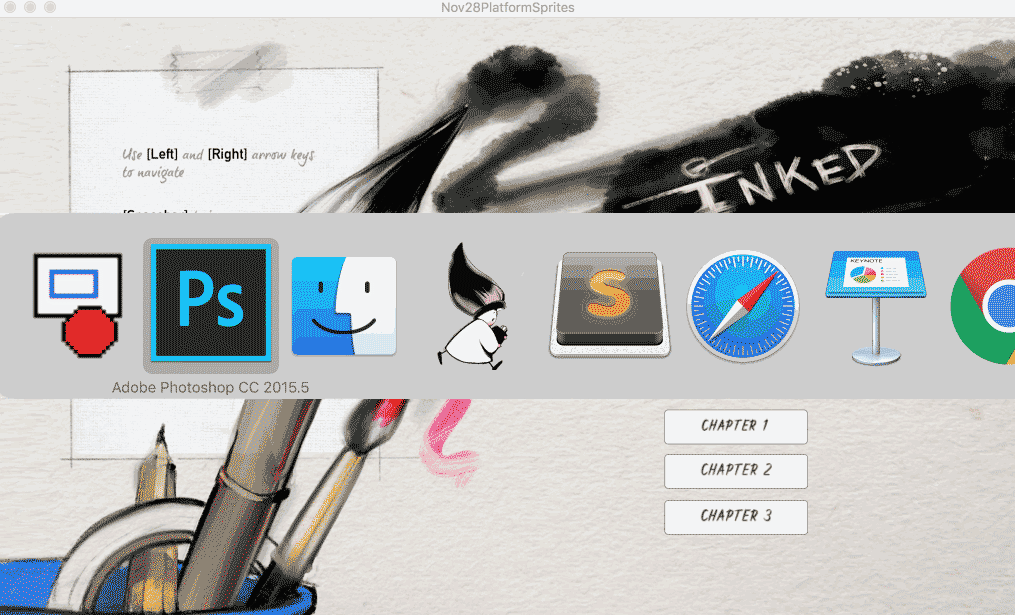 Nov28PlatformSprites
Use [Left] and [Right] arrow keys
to navigate
INKED
Ps
S
KEYNOTE
Adobe Photoshop CC 2015.5
CHAPTER 1
CHAPTER 2
CHAPTER 3